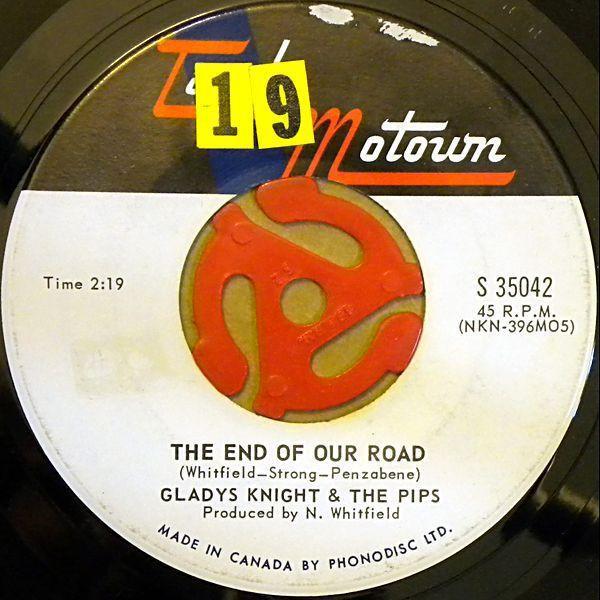 19
Motown
Time 2:19
S 35042
45 R.P.M.
(NKN-396MO5)
THE END OF OUR ROAD
(Whitfield–Strong–Penzabene)
GLADYS KNIGHT & THE PIPS
Produced by N. Whitfield
MADE IN CANADA BY PHONODISC LTD.